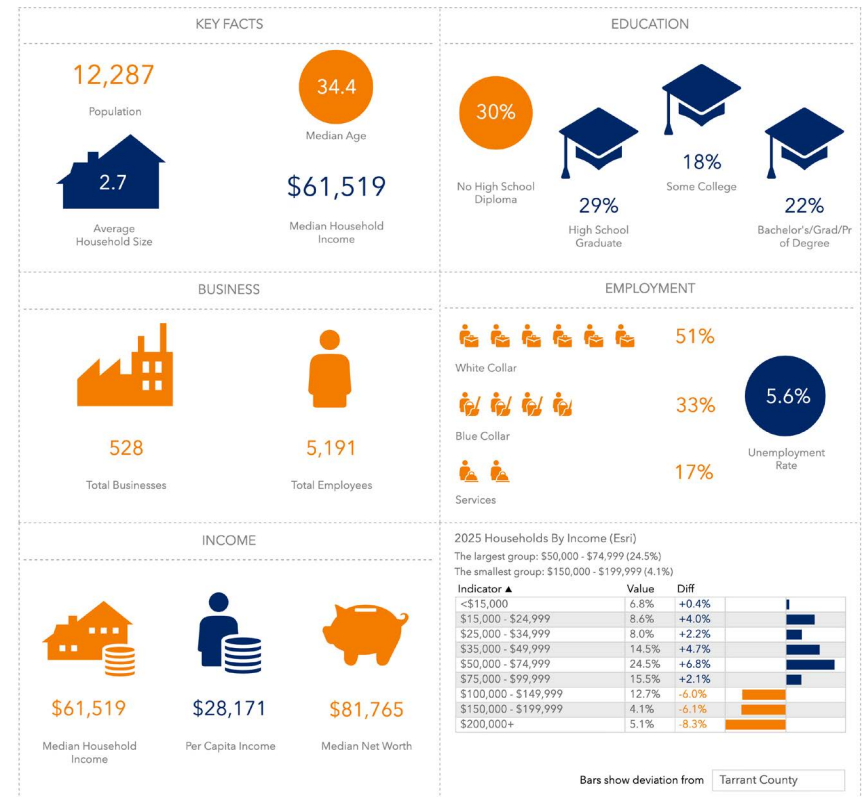 KEY FACTS
12,287
Population
34.4
Median Age
2.7
Average
Household Size
$61,519
Median Household
Income
EDUCATION
30%
No High School
Diploma
29%
High School
Graduate
18%
Some College
22%
Bachelor's/Grad/Pr
of Degree
BUSINESS
528
Total Businesses
5,191
Total Employees
EMPLOYMENT
51%
White Collar
33%
Blue Collar
17%
Services
5.6%
Unemployment
Rate
INCOME
$61,519
Median Household
Income
$28,171
Per Capita Income
$81,765
Median Net Worth
2025 Households By Income (Esri)
The largest group: $50,000 - $74,999 (24.5%)
The smallest group: $150,000 - $199,999 (4.1%)
Indicator ▲ Value Diff
<$15,000 6.8% +0.4%
$15,000 - $24,999 8.6% +4.0%
$25,000 - $34,999 8.0% +2.2%
$35,000 - $49,999 14.5% +4.7%
$50,000 - $74,999 24.5% +6.8%
$75,000 - $99,999 15.5% +2.1%
$100,000 - $149,999 12.7% -6.0%
$150,000 - $199,999 4.1% -6.1%
$200,000+ 5.1% -8.3%
Bars show deviation from Tarrant County